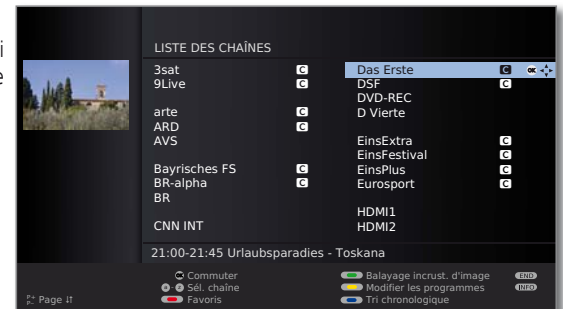 i
e
LISTE DES CHAÎNES
3sat C
9Live C
arte C
ARD C
AVS
Bayrisches FS C
BR-alpha C
BR
CNN INT
Das Erste C OK
DSF C
DVD-REC
D Vierte
EinsExtra C
EinsFestival C
EinsPlus C
Eurosport C
HDMI1
HDMI2
21:00-21:45 Urlaubsparadies - Toskana
P+
P- Page
OK Commuter
Sél. chaîne
Favoris
Balayage incrust. d'image END
Modifier les programmes INFO
Tri chronologique